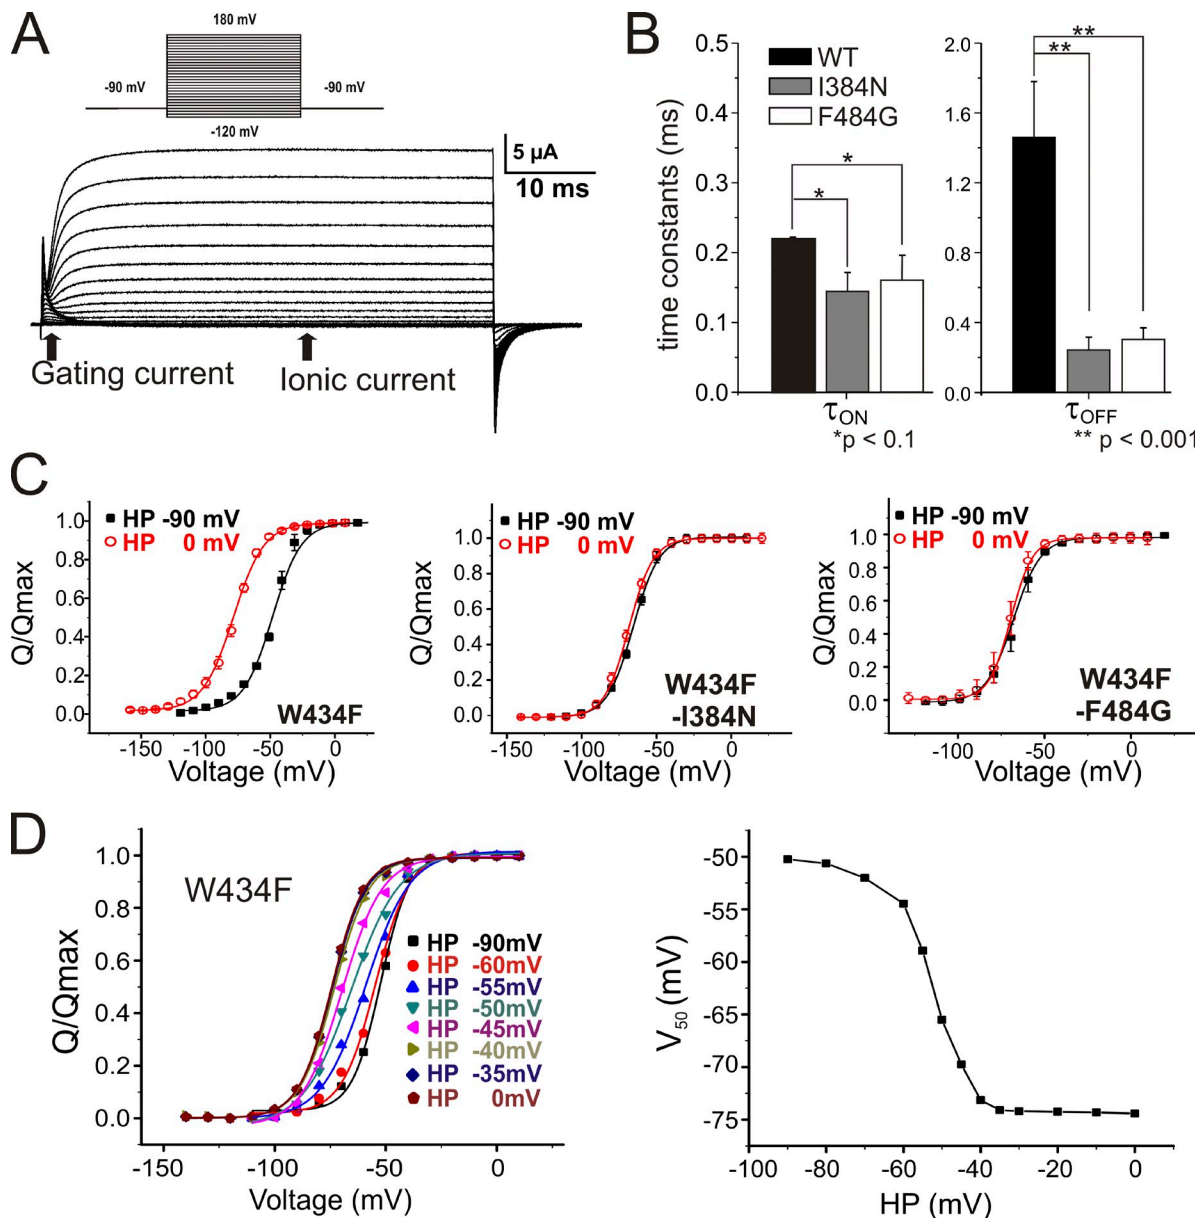 A
180 mV
-90 mV
-90 mV
-120 mV
5 µA
10 ms
Gating current
Ionic current
B
time constants (ms)
0.5
0.4
0.3
0.2
0.1
0.0
WT
I384N
F484G
*
*
τON
*p < 0.1
2.0
1.6
1.2
0.8
0.4
0.0
**
**
τOFF
** p < 0.001
C
Q/Qmax
1.0
0.8
0.6
0.4
0.2
0.0
HP -90 mV
HP 0 mV
W434F
-150
-100
-50
0
Voltage (mV)
Q/Qmax
1.0
0.8
0.6
0.4
0.2
0.0
HP -90 mV
HP 0 mV
W434F
-I384N
-150
-100
-50
0
Voltage (mV)
Q/Qmax
1.0
0.8
0.6
0.4
0.2
0.0
HP -90 mV
HP 0 mV
W434F
-F484G
-100
-50
0
Voltage (mV)
D
Q/Qmax
1.0
0.8
0.6
0.4
0.2
0.0
W434F
HP -90mV
HP -60mV
HP -55mV
HP -50mV
HP -45mV
HP -40mV
HP -35mV
HP 0mV
-150
-100
-50
0
Voltage (mV)
V50 (mV)
-50
-55
-60
-65
-70
-75
-100
-80
-60
-40
-20
0
HP (mV)